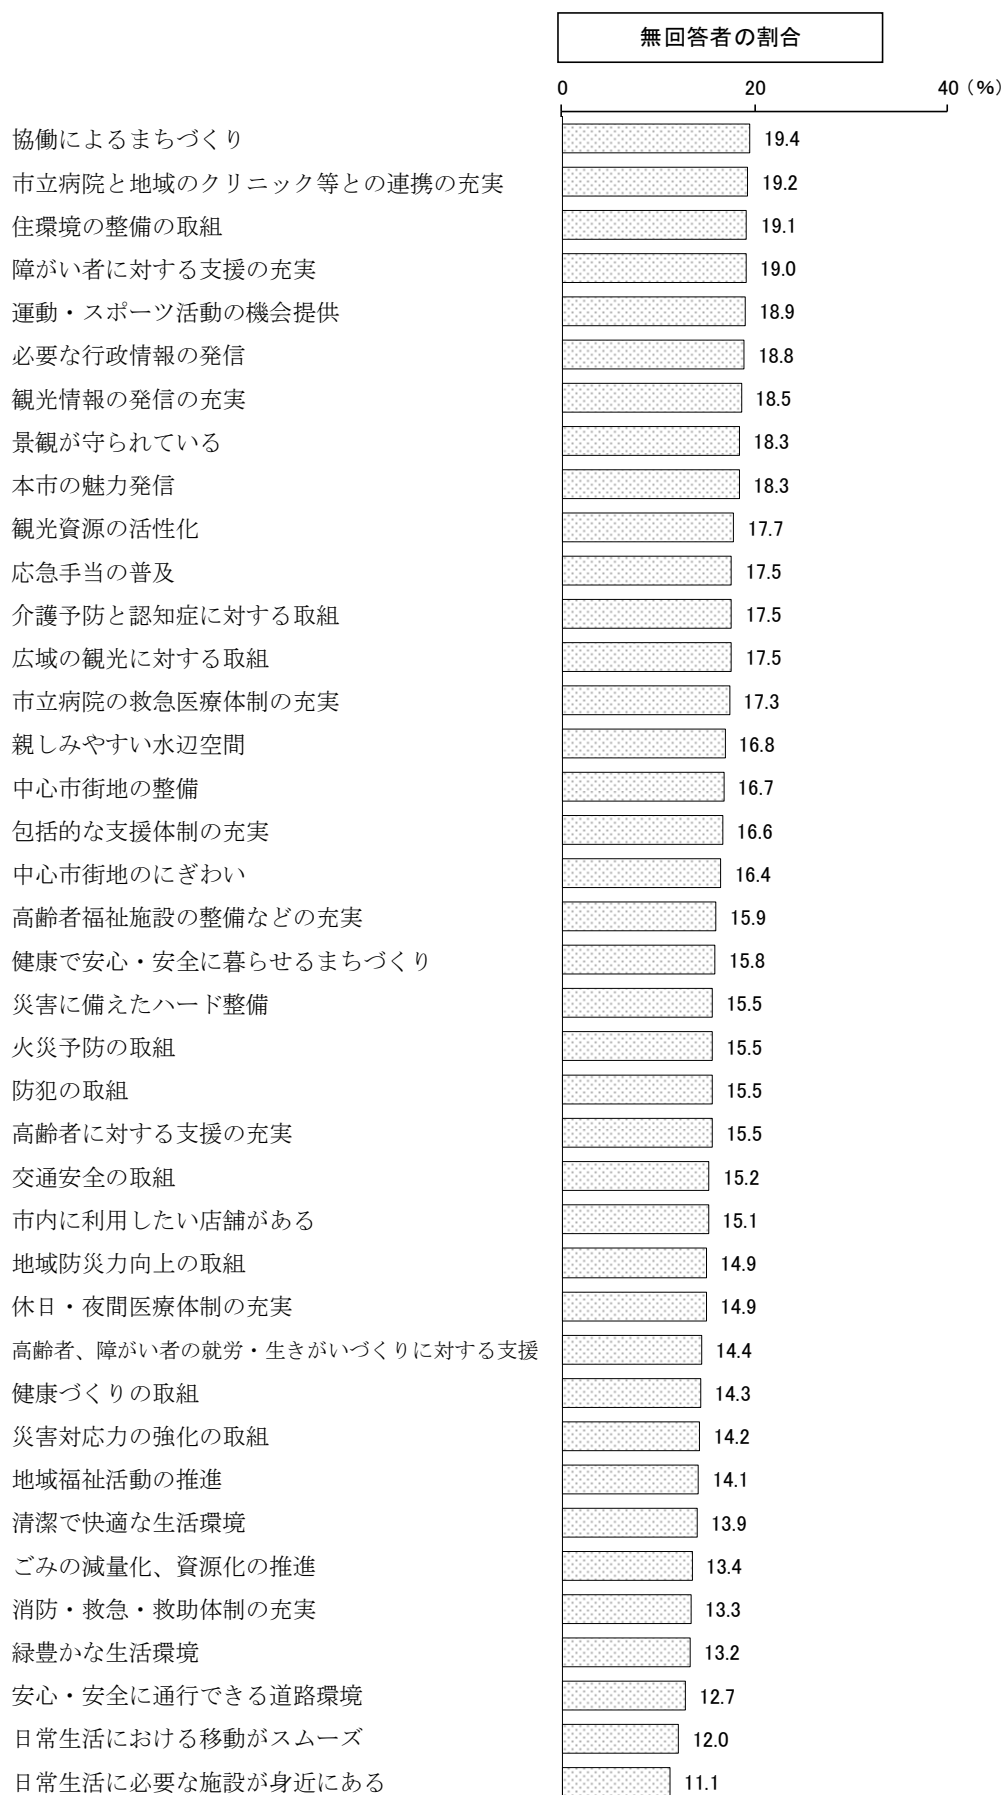 無回答者の割合
0 20 40 (%)
協働によるまちづくり 19.4
市立病院と地域のクリニック等との連携の充実 19.2
住環境の整備の取組 19.1
障がい者に対する支援の充実 19.0
運動・スポーツ活動の機会提供 18.9
必要な行政情報の発信 18.8
観光情報の発信の充実 18.5
景観が守られている 18.3
本市の魅力発信 18.3
観光資源の活性化 17.7
応急手当の普及 17.5
介護予防と認知症に対する取組 17.5
広域の観光に対する取組 17.5
市立病院の救急医療体制の充実 17.3
親しみやすい水辺空間 16.8
中心市街地の整備 16.7
包括的な支援体制の充実 16.6
中心市街地のにぎわい 16.4
高齢者福祉施設の整備などの充実 15.9
健康で安心・安全に暮らせるまちづくり 15.8
災害に備えたハード整備 15.5
火災予防の取組 15.5
防犯の取組 15.5
高齢者に対する支援の充実 15.5
交通安全の取組 15.2
市内に利用したい店舗がある 15.1
地域防災力向上の取組 14.9
休日・夜間医療体制の充実 14.9
高齢者、障がい者の就労・生きがいづくりに対する支援 14.4
健康づくりの取組 14.3
災害対応力の強化の取組 14.2
地域福祉活動の推進 14.1
清潔で快適な生活環境 13.9
ごみの減量化、資源化の推進 13.4
消防・救急・救助体制の充実 13.3
緑豊かな生活環境 13.2
安心・安全に通行できる道路環境 12.7
日常生活における移動がスムーズ 12.0
日常生活に必要な施設が身近にある 11.1